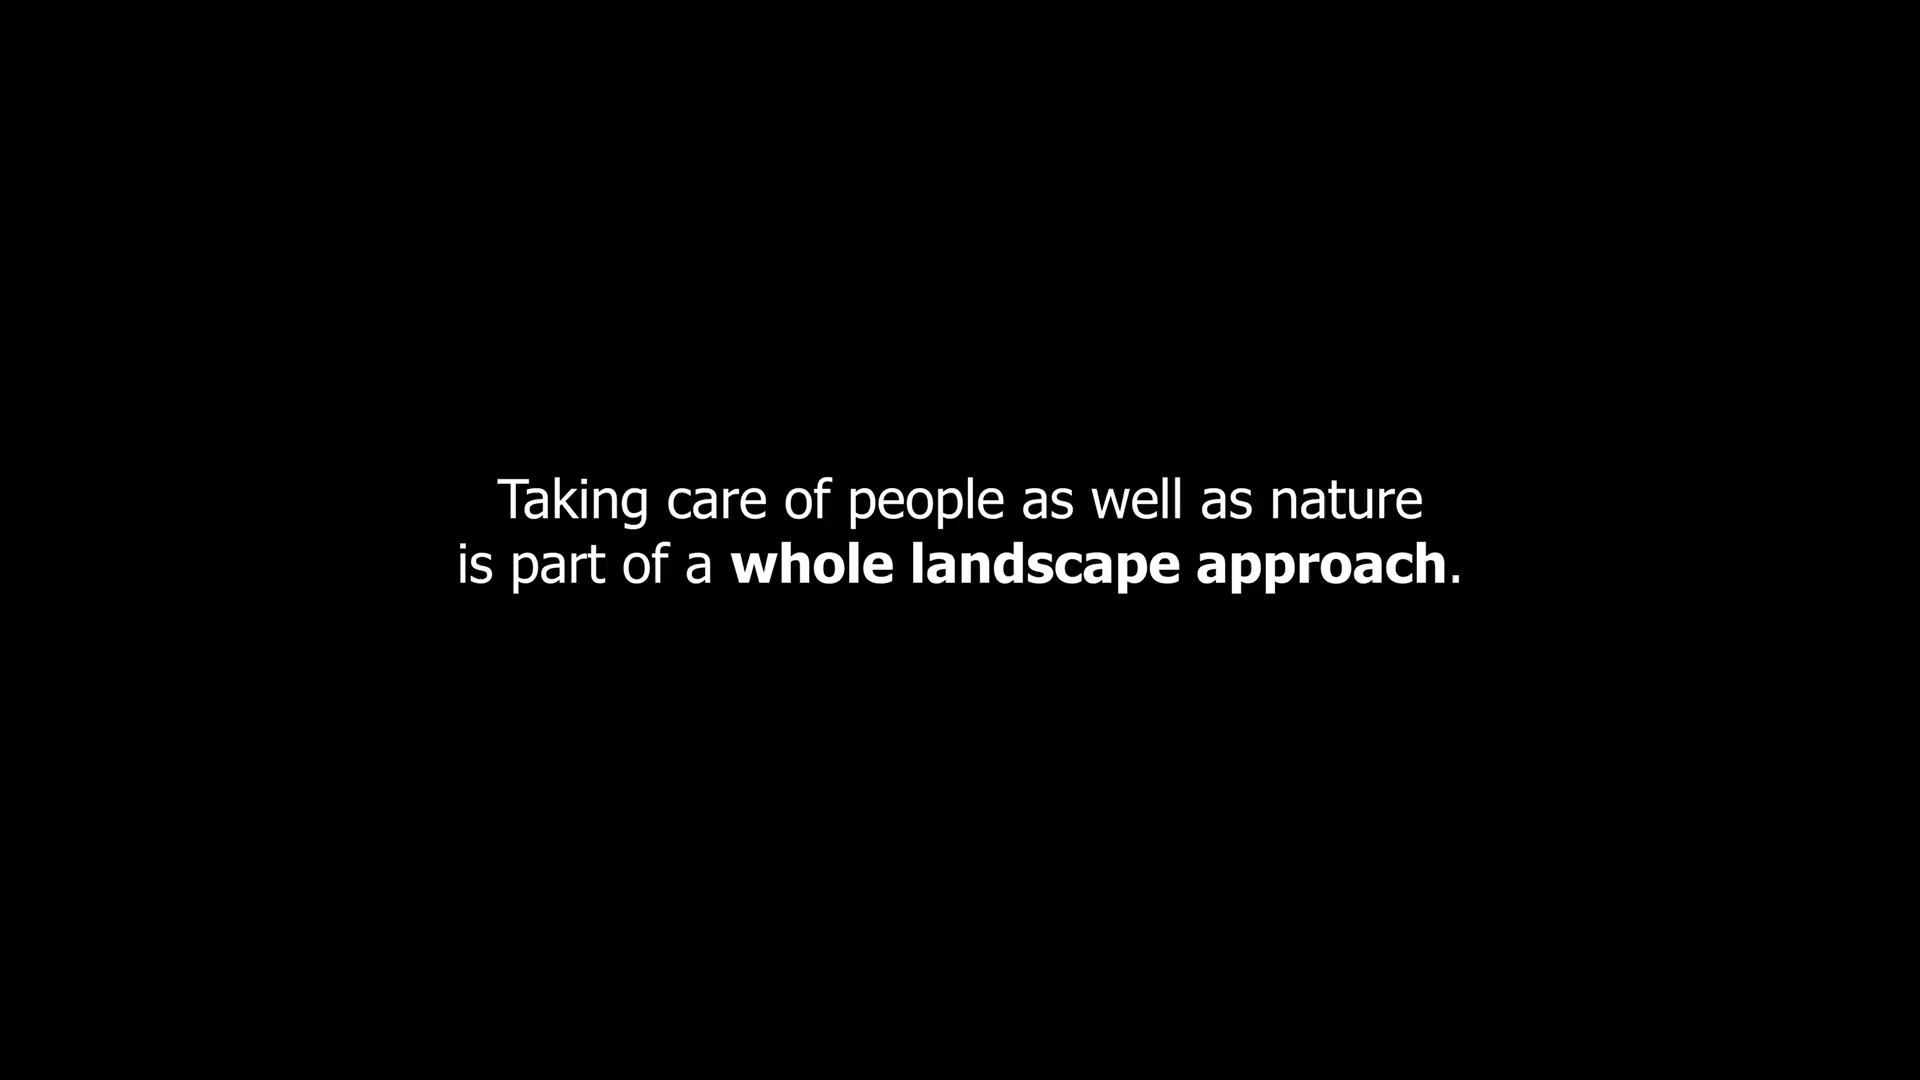 Taking care of people as well as nature
is part of a whole landscape approach.